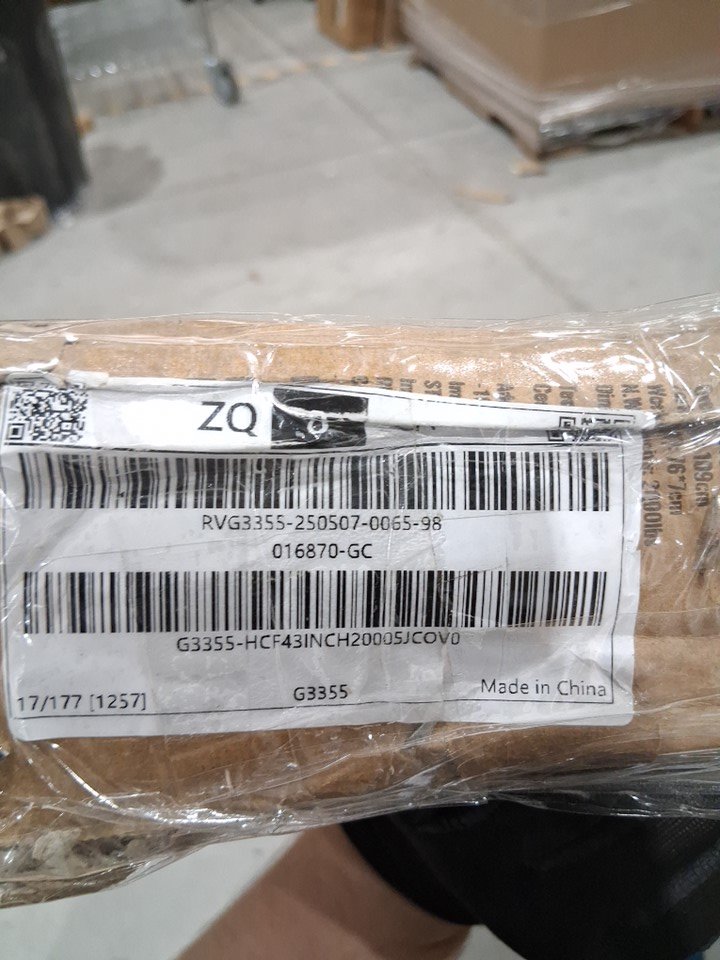 ZQ
RVG3355-250507-0065-98
016870-GC
G3355-HCF43INCH20005JCOV0
17/177 [1257]
G3355
Made in China